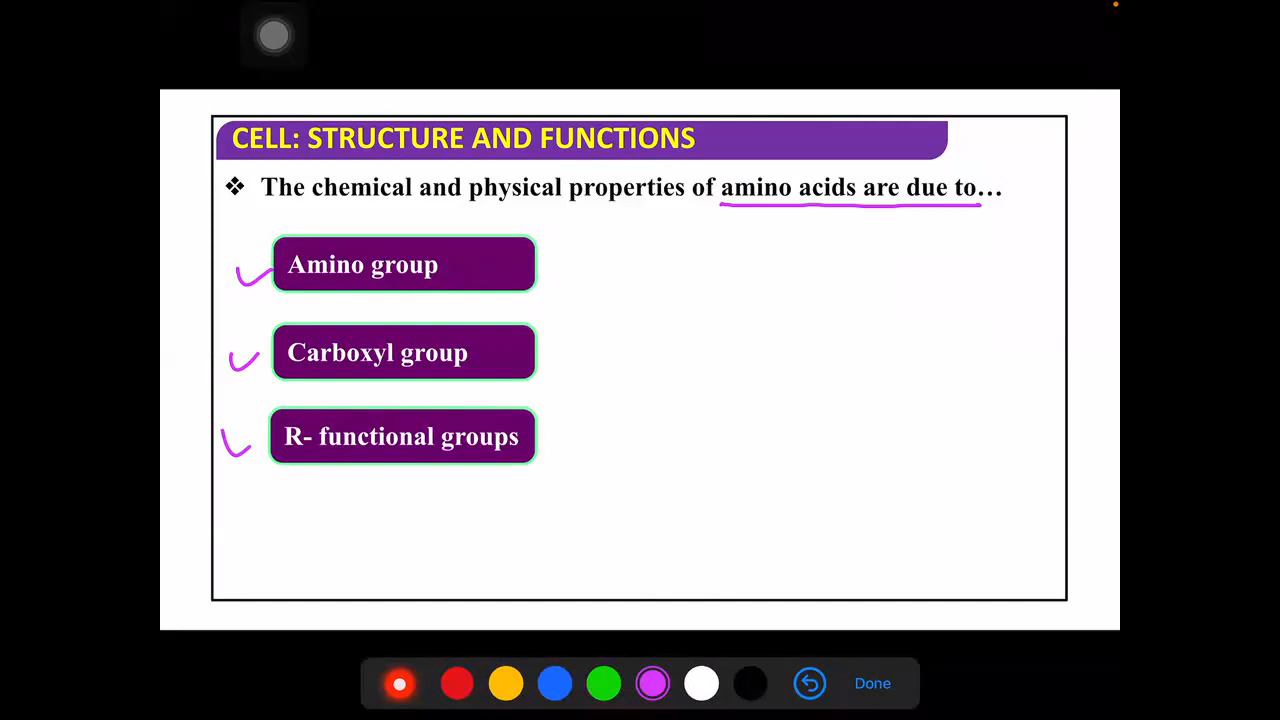 CELL: STRUCTURE AND FUNCTIONS
❖ The chemical and physical properties of amino acids are due to…
Amino group
Carboxyl group
R- functional groups
Done